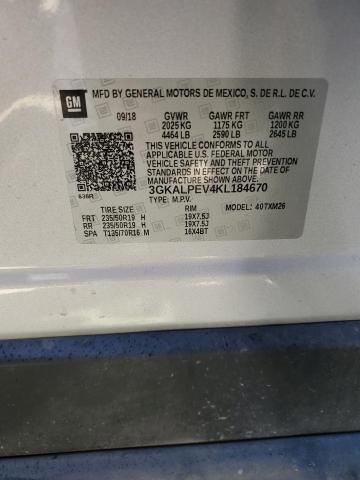 GM
MFD BY GENERAL MOTORS DE MEXICO, S. DE R.L. DE C.V.
09/18 GVWR GAWR FRT GAWR RR
2025 KG 1175 KG 1200 KG
4464 LB 2590 LB 2645 LB
THIS VEHICLE CONFORMS TO ALL APPLICABLE
U.S. FEDERAL MOTOR
VEHICLE SAFETY AND THEFT PREVENTION
STANDARDS IN EFFECT ON THE DATE OF
MANUFACTURE SHOWN ABOVE.
3GKALPEV4KL184670
TYPE: M.P.V. MODEL: 40TXM26
TIRE SIZE RIM
FRT 235/50R19 H 19X7.5J
RR 235/50R19 H 19X7.5J
SPA T135/70R16 M 16X4BT